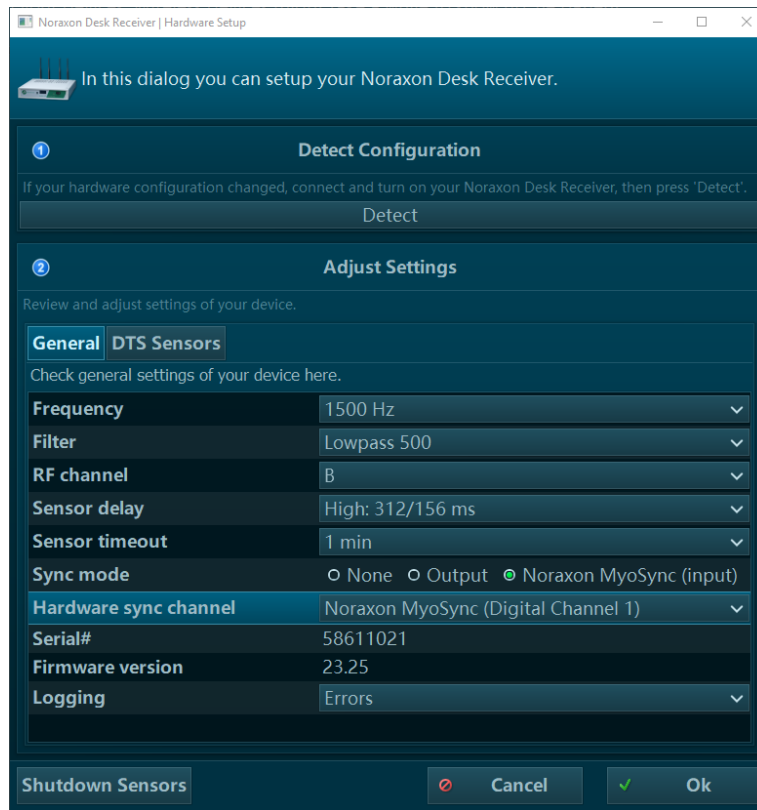 Noraxon Desk Receiver | Hardware Setup
In this dialog you can setup your Noraxon Desk Receiver.
1 Detect Configuration
If your hardware configuration changed, connect and turn on your Noraxon Desk Receiver, then press 'Detect'.
Detect
2 Adjust Settings
Review and adjust settings of your device.
General DTS Sensors
Check general settings of your device here.
Frequency 1500 Hz
Filter Lowpass 500
RF channel B
Sensor delay High: 312/156 ms
Sensor timeout 1 min
Sync mode None Output Noraxon MyoSync (input)
Hardware sync channel Noraxon MyoSync (Digital Channel 1)
Serial# 58611021
Firmware version 23.25
Logging Errors
Shutdown Sensors Cancel Ok